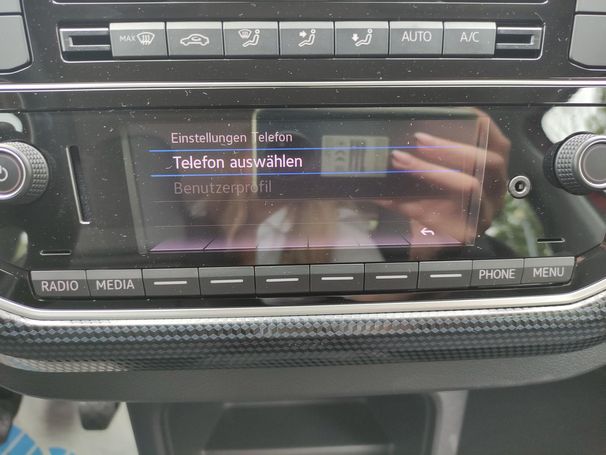 MAX AUTO A/C
Einstellungen Telefon
Telefon auswählen
Benutzerprofil
RADIO MEDIA PHONE MENU